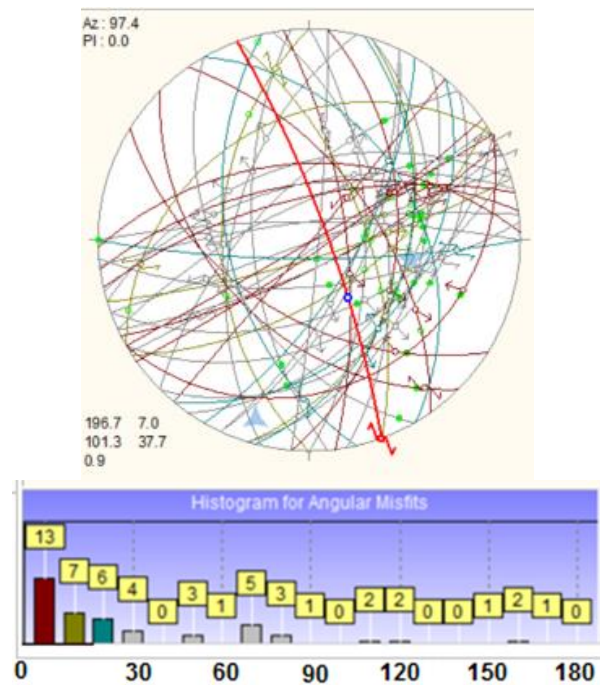 Az : 97.4
Pl : 0.0
196.7 7.0
101.3 37.7
0.9
Histogram for Angular Misfits
13 7 6 4 0 3 1 5 3 1 0 2 2 0 0 1 2 1 0
0 30 60 90 120 150 180